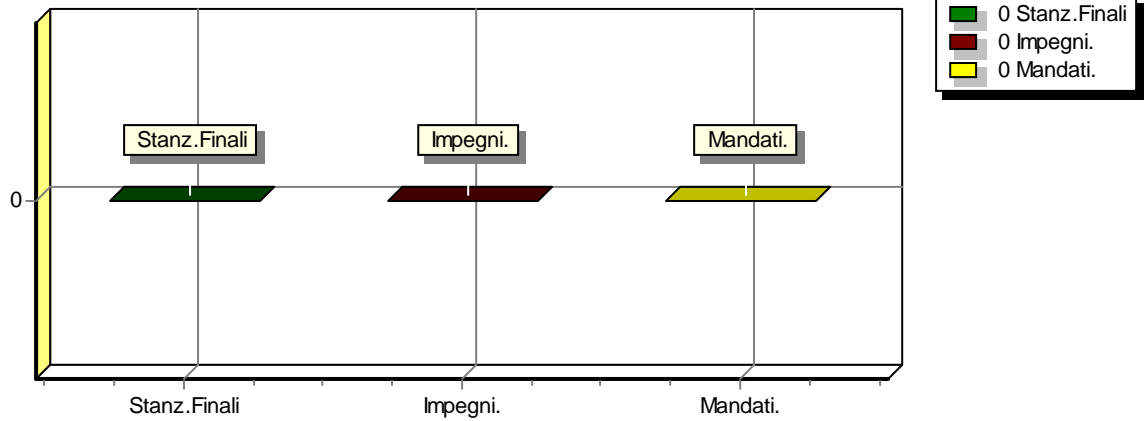 0 Stanz.Finali
0 Impegni.
0 Mandati.
Stanz.Finali
Impegni.
Mandati.
0
Stanz.Finali
Impegni.
Mandati.